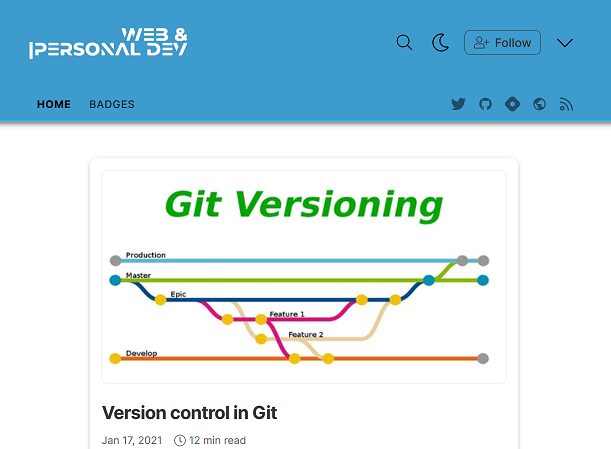 WEB &
PERSONAL DEV
Follow
HOME
BADGES
Git Versioning
Production
Master
Epic
Feature 1
Feature 2
Develop
Version control in Git
Jan 17, 2021
12 min read